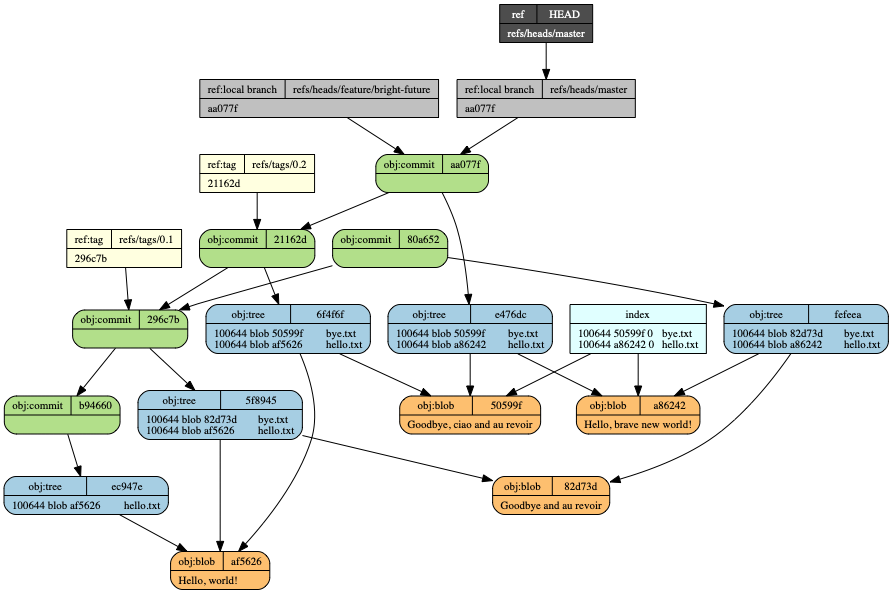 ref HEAD
refs/heads/master
ref:local branch refs/heads/feature/bright-future
aa077f
ref:local branch refs/heads/master
aa077f
ref:tag refs/tags/0.2
21162d
obj:commit aa077f
ref:tag refs/tags/0.1
296c7b
obj:commit 21162d
obj:commit 80a652
obj:commit 296c7b
obj:tree 6f4f6f
100644 blob 50599f bye.txt
100644 blob af5626 hello.txt
obj:tree e476dc
100644 blob 50599f bye.txt
100644 blob a86242 hello.txt
index
100644 50599f 0 bye.txt
100644 a86242 0 hello.txt
obj:tree fefeea
100644 blob 82d73d bye.txt
100644 blob a86242 hello.txt
obj:commit b94660
obj:tree 5f8945
100644 blob 82d73d bye.txt
100644 blob af5626 hello.txt
obj:blob 50599f
Goodbye, ciao and au revoir
obj:blob a86242
Hello, brave new world!
obj:tree ec947e
100644 blob af5626 hello.txt
obj:blob 82d73d
Goodbye and au revoir
obj:blob af5626
Hello, world!